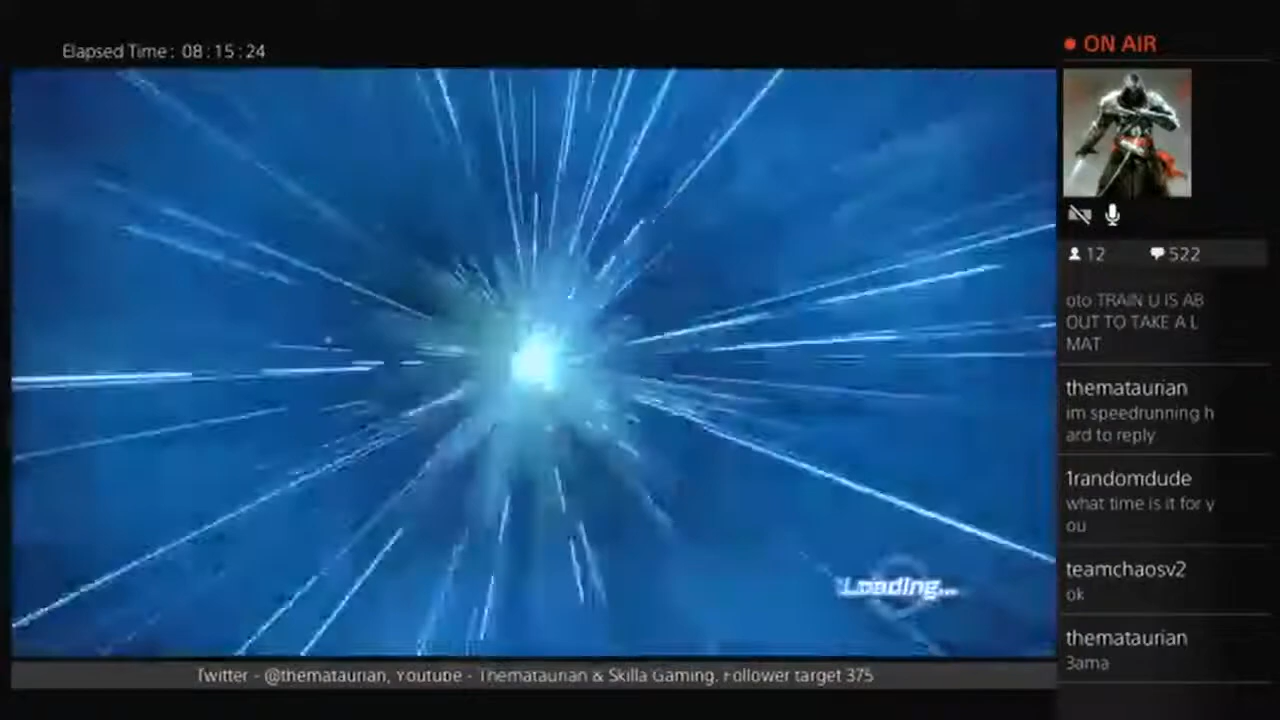 Elapsed Time: 08:15:24
ON AIR
12 522
oto TRAIN U IS AB
OUT TO TAKE A L
MAT
themataurian
im speedrunning h
ard to reply
1randomdude
what time is it for y
ou
teamchaosv2
ok
themataurian
3ama
Loading...
Twitter - @themataurian, Youtube - Themataurian & Skilla Gaming. Follower target 375